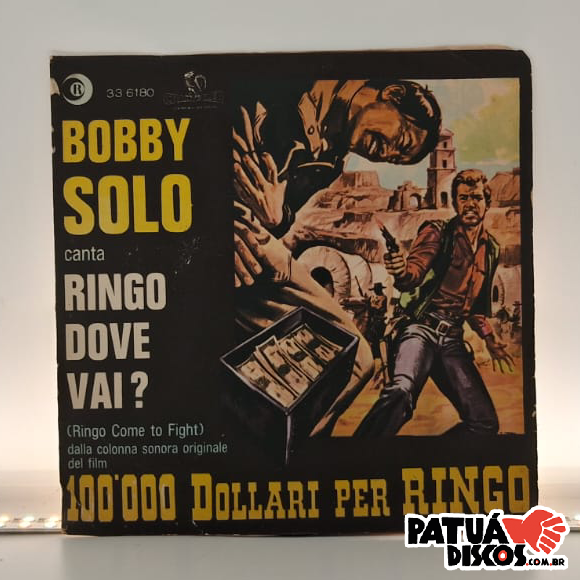 R 33 6180
BOBBY
SOLO
canta
RINGO
DOVE
VAI?
(Ringo Come to Fight)
dalla colonna sonora originale
del film
100'000 DOLLARI PER RINGO
PATUÁ
DISCOS.COM.BR